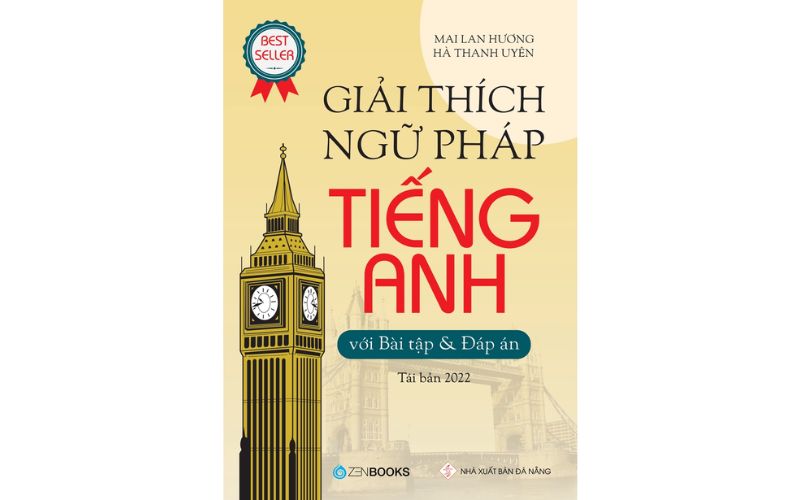 BEST
SELLER
MAI LAN HƯƠNG
HÀ THANH UYÊN
GIẢI THÍCH
NGỮ PHÁP
TIẾNG
ANH
với Bài tập & Đáp án
Tái bản 2022
ZENBOOKS
NHÀ XUẤT BẢN ĐÀ NẴNG